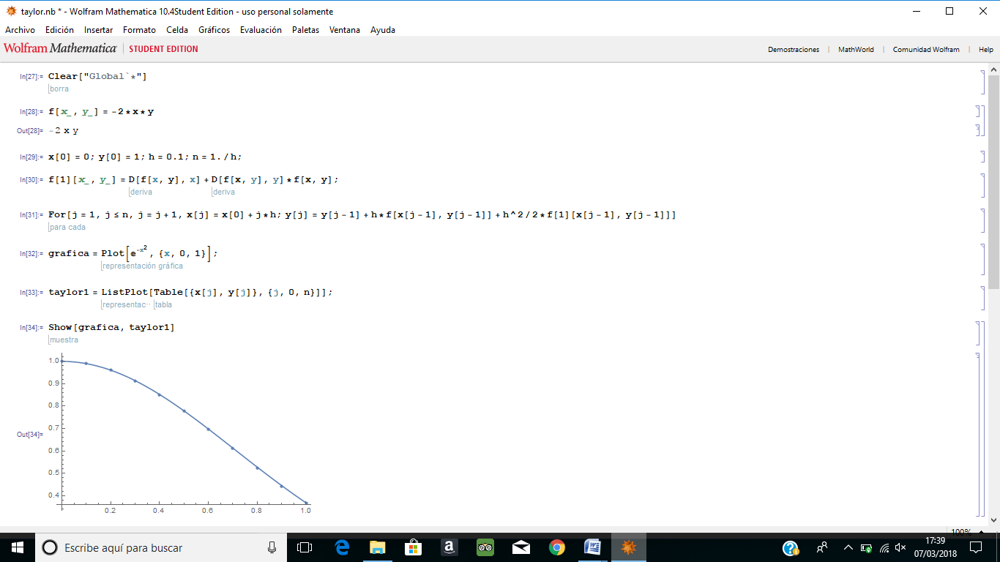 taylor.nb * - Wolfram Mathematica 10.4Student Edition - uso personal solamente
Archivo Edición Insertar Formato Celda Gráficos Evaluación Paletas Ventana Ayuda
Wolfram Mathematica | STUDENT EDITION Demostraciones | MathWorld | Comunidad Wolfram | Help
In[27]:= Clear["Global`*"]
borra
In[28]:= f[x_, y_] = -2*x*y
Out[28]= -2 x y
In[29]:= x[0] = 0; y[0] = 1; h = 0.1; n = 1./h;
In[30]:= f[1][x_, y_] = D[f[x, y], x] + D[f[x, y], y]*f[x, y];
deriva deriva
In[31]:= For[j = 1, j ≤ n, j = j + 1, x[j] = x[0] + j*h; y[j] = y[j - 1] + h*f[x[j - 1], y[j - 1]] + h^2/2*f[1][x[j - 1], y[j - 1]]]
para cada
In[32]:= grafica = Plot[e^-x^2, {x, 0, 1}];
representación gráfica
In[33]:= taylor1 = ListPlot[Table[{x[j], y[j]}, {j, 0, n}]];
representac·· tabla
In[34]:= Show[grafica, taylor1]
muestra
Out[34]=
1.0
0.9
0.8
0.7
0.6
0.5
0.4
0.2 0.4 0.6 0.8 1.0
100%
Escribe aquí para buscar
17:39
07/03/2018